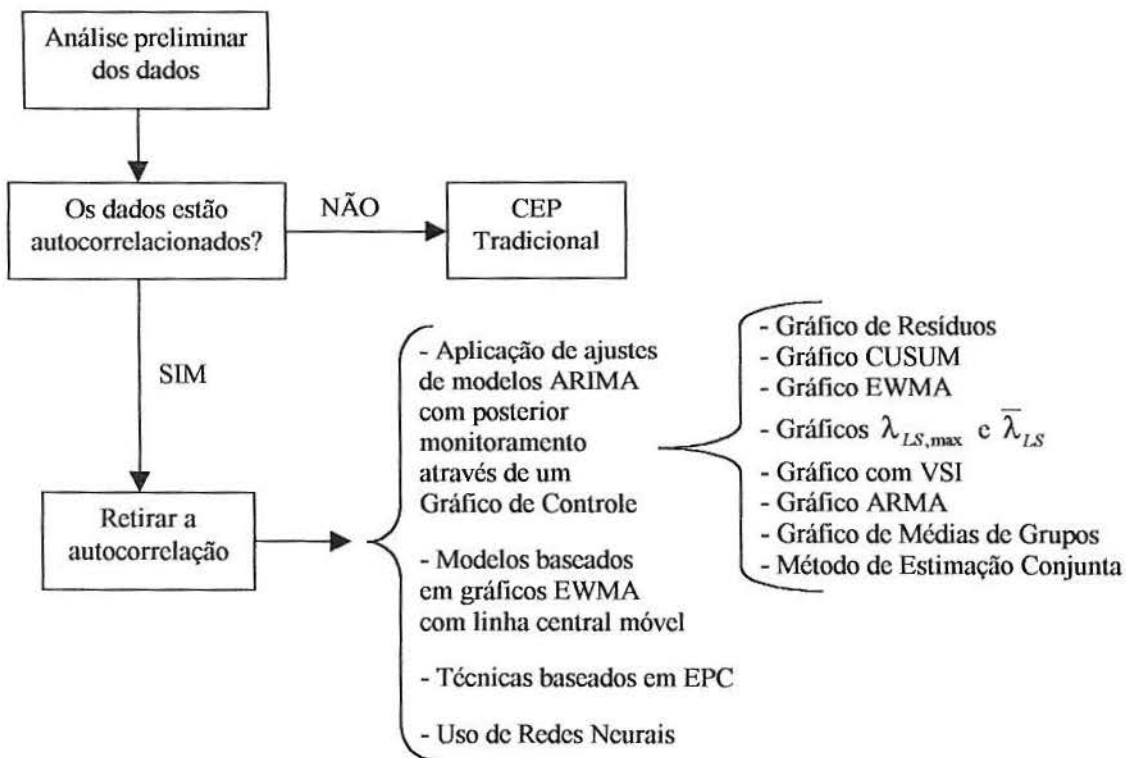 Análise preliminar
dos dados
Os dados estão
autocorrelacionados?
NÃO
CEP
Tradicional
SIM
Retirar a
autocorrelação
- Aplicação de ajustes
de modelos ARIMA
com posterior
monitoramento
através de um
Gráfico de Controle
- Modelos baseados
em gráficos EWMA
com linha central móvel
- Técnicas baseados em EPC
- Uso de Redes Neurais
- Gráfico de Resíduos
- Gráfico CUSUM
- Gráfico EWMA
- Gráficos λ_{LS,max} e λ̅_{LS}
- Gráfico com VSI
- Gráfico ARMA
- Gráfico de Médias de Grupos
- Método de Estimação Conjunta